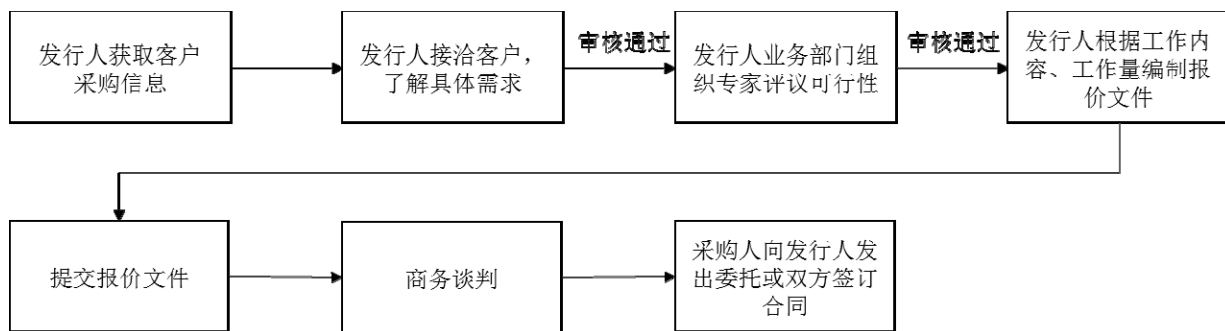 发行人获取客户
采购信息
发行人接洽客户，
了解具体需求
审核通过
发行人业务部门组
织专家评议可行性
审核通过
发行人根据工作内
容、工作量编制报
价文件
提交报价文件
商务谈判
采购人向发行人发
出委托或双方签订
合同